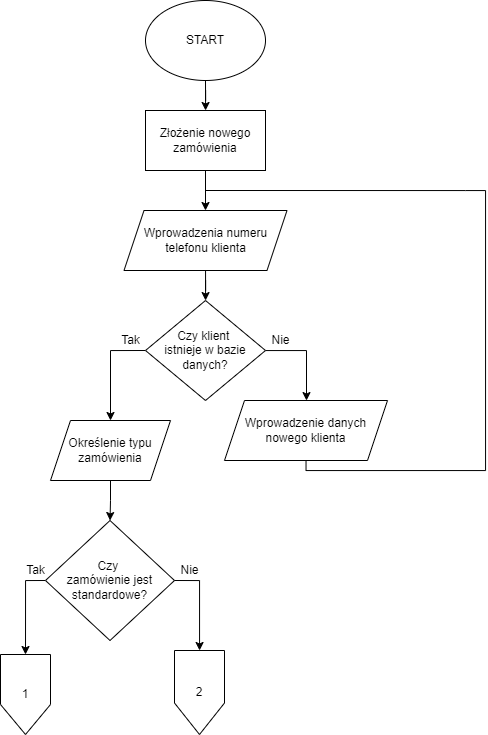 START
Złożenie nowego
zamówienia
Wprowadzenia numeru
telefonu klienta
Czy klient
istnieje w bazie
danych?
Tak
Nie
Wprowadzenie danych
nowego klienta
Określenie typu
zamówienia
Czy
zamówienie jest
standardowe?
Tak
Nie
1
2